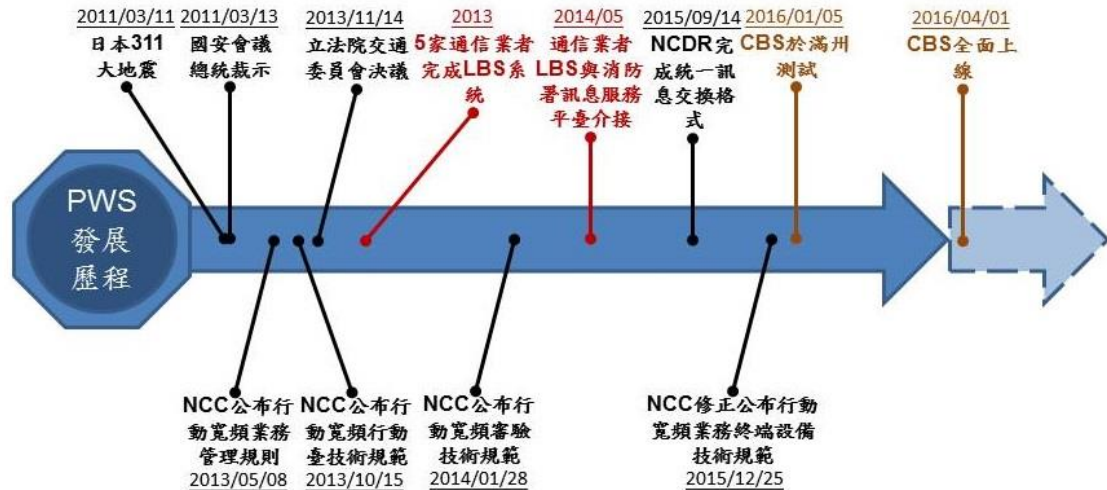 2011/03/11
日本311
大地震
2011/03/13
國安會議
總統裁示
2013/11/14
立法院交通
委員會決議
2013
5家通信業者
完成LBS系
統
2014/05
通信業者
LBS與消防
署訊息服務
平臺介接
2015/09/14
NCDR完
成統一訊
息交換格
式
2016/01/05
CBS於滿州
測試
2016/04/01
CBS全面上
線
PWS
發展
歷程
NCC公布行
動寬頻業務
管理規則
2013/05/08
NCC公布行
動寬頻行動
臺技術規範
2013/10/15
NCC公布行
動寬頻審驗
技術規範
2014/01/28
NCC修正公布行動
寬頻業務終端設備
技術規範
2015/12/25